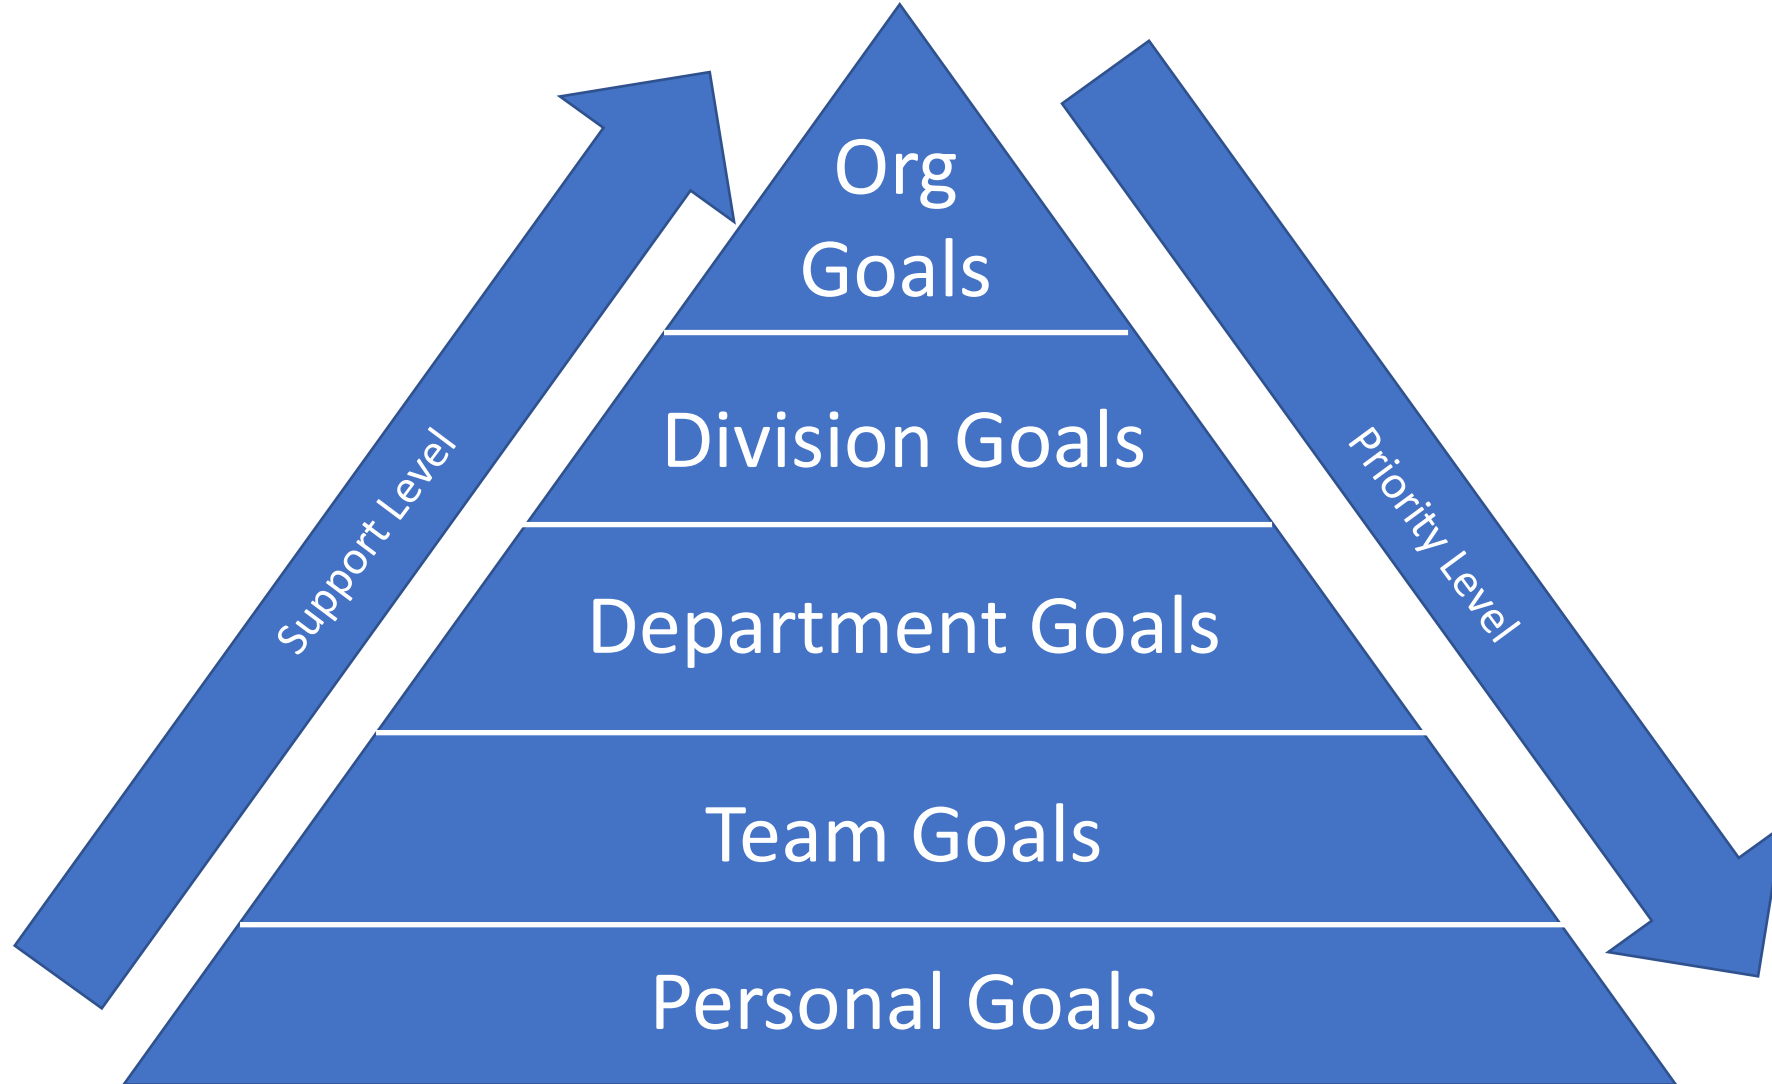 Org
Goals
Division Goals
Department Goals
Team Goals
Personal Goals
Support Level
Priority Level